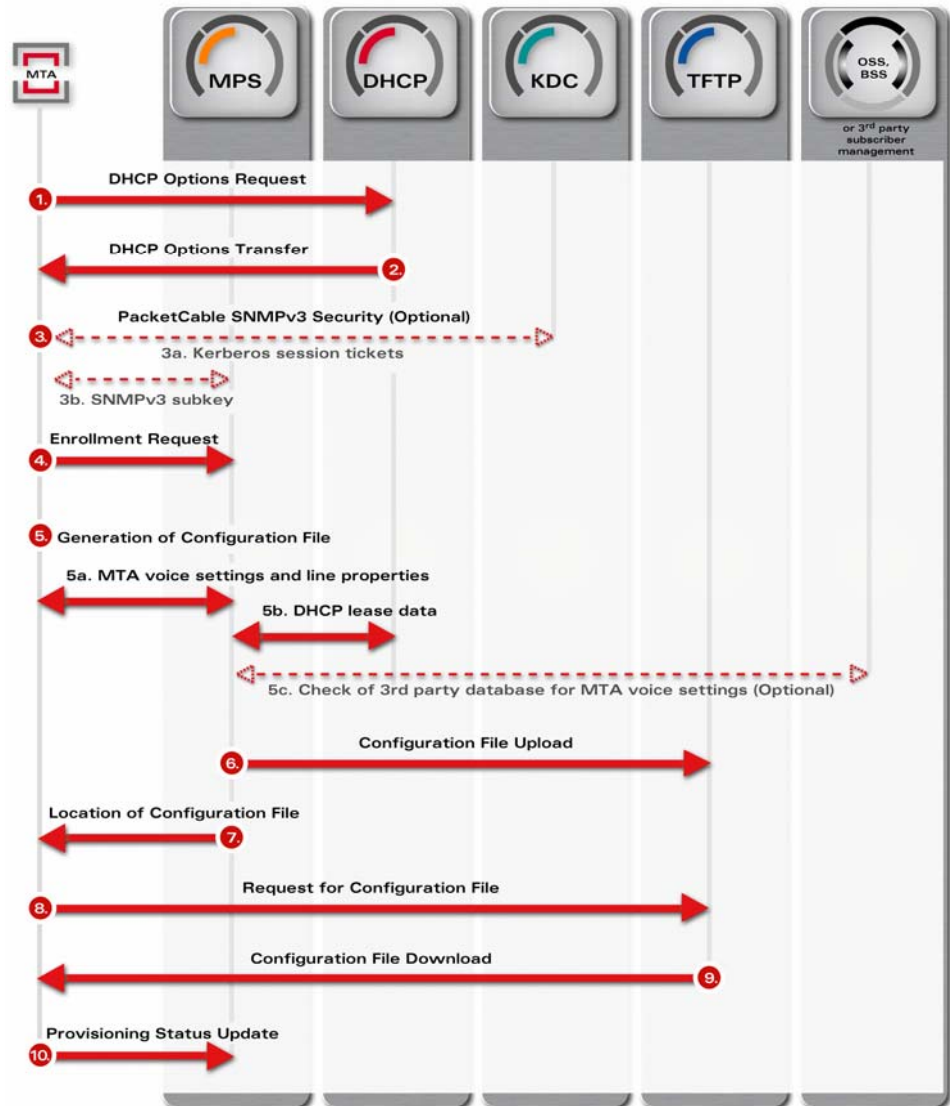 MTA
MPS
DHCP
KDC
TFTP
OSS,
BSS
or 3rd party
subscriber
management
DHCP Options Request
1.
DHCP Options Transfer
2.
PacketCable SNMPv3 Security (Optional)
3.
3a. Kerberos session tickets
3b. SNMPv3 subkey
Enrollment Request
4.
5. Generation of Configuration File
5a. MTA voice settings and line properties
5b. DHCP lease data
5c. Check of 3rd party database for MTA voice settings (Optional)
Configuration File Upload
6.
Location of Configuration File
7.
Request for Configuration File
8.
Configuration File Download
9.
Provisioning Status Update
10.